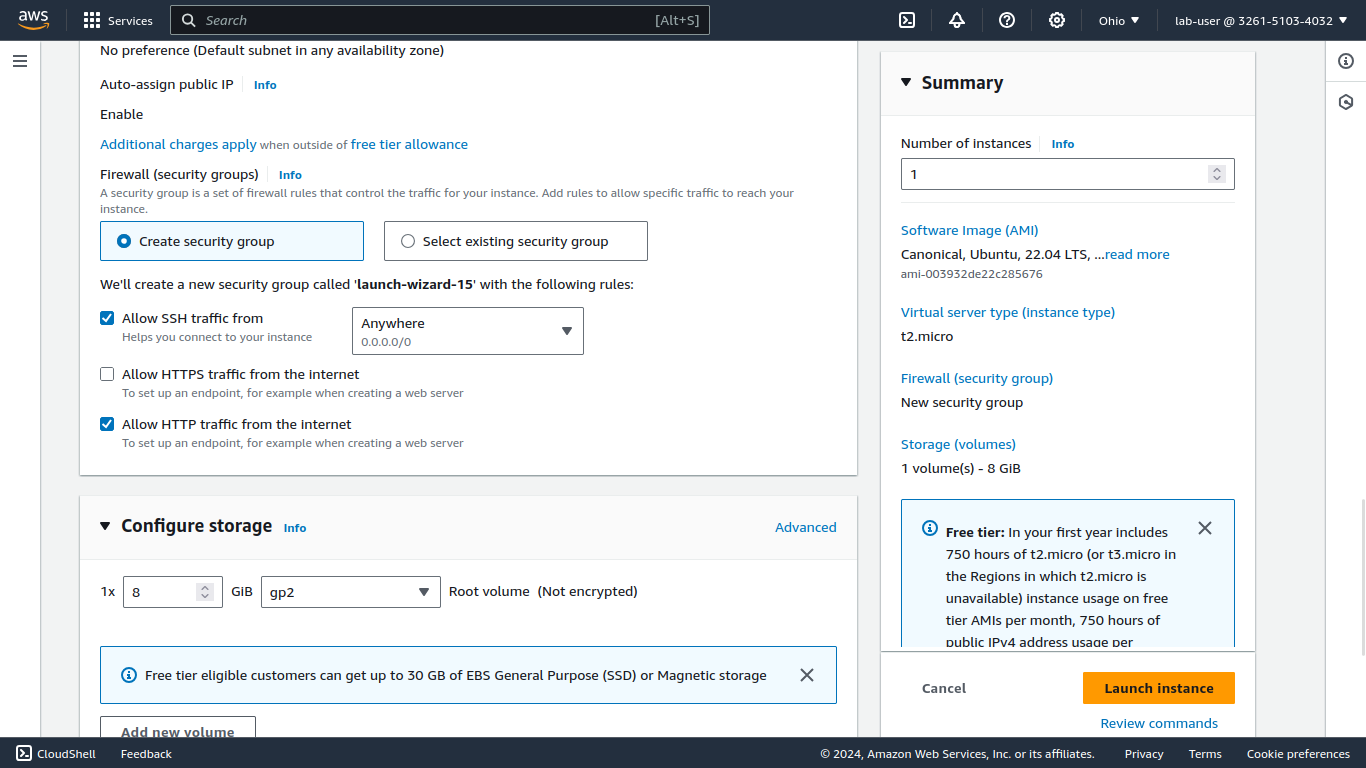 aws
Services
Search
[Alt+S]
Ohio
lab-user @ 3261-5103-4032
No preference (Default subnet in any availability zone)
Auto-assign public IP
Info
Enable
Additional charges apply when outside of free tier allowance
Firewall (security groups)
Info
A security group is a set of firewall rules that control the traffic for your instance. Add rules to allow specific traffic to reach your
instance.
Create security group
Select existing security group
We'll create a new security group called 'launch-wizard-15' with the following rules:
Allow SSH traffic from
Helps you connect to your instance
Anywhere
0.0.0.0/0
Allow HTTPS traffic from the internet
To set up an endpoint, for example when creating a web server
Allow HTTP traffic from the internet
To set up an endpoint, for example when creating a web server
Configure storage
Info
Advanced
1x
8
GiB
gp2
Root volume (Not encrypted)
Free tier eligible customers can get up to 30 GB of EBS General Purpose (SSD) or Magnetic storage
Add new volume
Summary
Number of instances
Info
1
Software Image (AMI)
Canonical, Ubuntu, 22.04 LTS, ...read more
ami-003932de22c285676
Virtual server type (instance type)
t2.micro
Firewall (security group)
New security group
Storage (volumes)
1 volume(s) - 8 GiB
Free tier: In your first year includes
750 hours of t2.micro (or t3.micro in
the Regions in which t2.micro is
unavailable) instance usage on free
tier AMIs per month, 750 hours of
public IPv4 address usage per
Cancel
Launch instance
Review commands
CloudShell
Feedback
© 2024, Amazon Web Services, Inc. or its affiliates.
Privacy
Terms
Cookie preferences